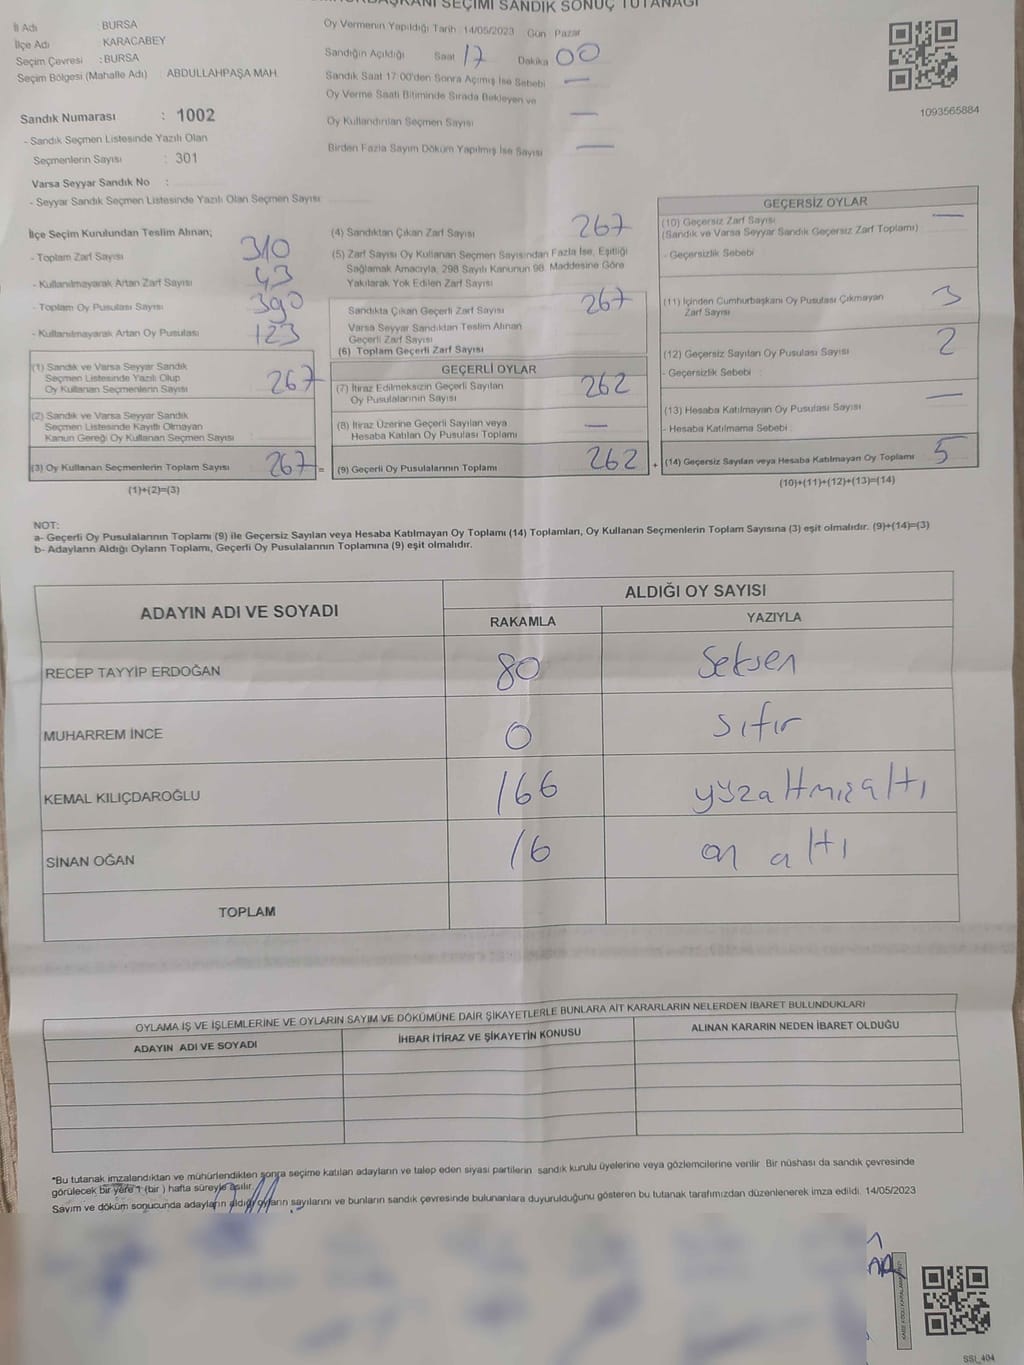 SEÇİMİ SANDIK SONUÇ TUTANAĞI
İl Adı : BURSA
İlçe Adı : KARACABEY
Seçim Çevresi : BURSA
Seçim Bölgesi (Mahalle Adı) : ABDULLAHPAŞA MAH.
Sandık Numarası : 1002
- Sandık Seçmen Listesinde Yazılı Olan
Seçmenlerin Sayısı : 301
Varsa Seyyar Sandık No :
- Seyyar Sandık Seçmen Listesinde Yazılı Olan Seçmen Sayısı
Oy Vermenin Yapıldığı Tarih 14/05/2023 Gün Pazar
Sandığın Açıldığı Saat 17 Dakika 00
Sandık Saat 17:00'den Sonra Açılmış İse Sebebi —
Oy Verme Saati Bitiminde Sırada Bekleyen ve
Oy Kullandırılan Seçmen Sayısı —
Birden Fazla Sayım Döküm Yapılmış İse Sayısı —
1093565884
İlçe Seçim Kurulundan Teslim Alınan;
- Toplam Zarf Sayısı 310
- Kullanılmayarak Artan Zarf Sayısı 43
- Toplam Oy Pusulası Sayısı 390
- Kullanılmayarak Artan Oy Pusulası 123
(1) Sandık ve Varsa Seyyar Sandık
Seçmen Listesinde Yazılı Olup
Oy Kullanan Seçmenlerin Sayısı 267
(2) Sandık ve Varsa Seyyar Sandık
Seçmen Listesinde Kayıtlı Olmayan
Kanun Gereği Oy Kullanan Seçmen Sayısı :
(3) Oy Kullanan Seçmenlerin Toplam Sayısı 267 =
(1)+(2)=(3)
(4) Sandıktan Çıkan Zarf Sayısı 267
(5) Zarf Sayısı Oy Kullanan Seçmen Sayısından Fazla İse, Eşitliği
Sağlamak Amacıyla, 298 Sayılı Kanunun 98. Maddesine Göre
Yakılarak Yok Edilen Zarf Sayısı
Sandıkta Çıkan Geçerli Zarf Sayısı 267
Varsa Seyyar Sandıktan Teslim Alınan
Geçerli Zarf Sayısı
(6) Toplam Geçerli Zarf Sayısı
GEÇERLİ OYLAR
(7) İtiraz Edilmeksizin Geçerli Sayılan
Oy Pusulalarının Sayısı 262
(8) İtiraz Üzerine Geçerli Sayılan veya
Hesaba Katılan Oy Pusulası Toplamı —
(9) Geçerli Oy Pusulalarının Toplamı 262 +
GEÇERSİZ OYLAR
(10) Geçersiz Zarf Sayısı —
(Sandık ve Varsa Seyyar Sandık Geçersiz Zarf Toplamı)
- Geçersizlik Sebebi
(11) İçinden Cumhurbaşkanı Oy Pusulası Çıkmayan
Zarf Sayısı 3
(12) Geçersiz Sayılan Oy Pusulası Sayısı 2
- Geçersizlik Sebebi :
(13) Hesaba Katılmayan Oy Pusulası Sayısı —
- Hesaba Katılmama Sebebi :
(14) Geçersiz Sayılan veya Hesaba Katılmayan Oy Toplamı 5
(10)+(11)+(12)+(13)=(14)
NOT:
a- Geçerli Oy Pusulalarının Toplamı (9) ile Geçersiz Sayılan veya Hesaba Katılmayan Oy Toplamı (14) Toplamları, Oy Kullanan Seçmenlerin Toplam Sayısına (3) eşit olmalıdır. (9)+(14)=(3)
b- Adayların Aldığı Oyların Toplamı, Geçerli Oy Pusulalarının Toplamına (9) eşit olmalıdır.
ADAYIN ADI VE SOYADI
ALDIĞI OY SAYISI
RAKAMLA YAZIYLA
RECEP TAYYİP ERDOĞAN 80 Seksen
MUHARREM İNCE 0 sıfır
KEMAL KILIÇDAROĞLU 166 yüzaltmışaltı
SİNAN OĞAN 16 on altı
TOPLAM
OYLAMA İŞ VE İŞLEMLERİNE VE OYLARIN SAYIM VE DÖKÜMÜNE DAİR ŞİKAYETLERLE BUNLARA AİT KARARLARIN NELERDEN İBARET BULUNDUKLARI
ADAYIN ADI VE SOYADI İHBAR İTİRAZ VE ŞİKAYETİN KONUSU ALINAN KARARIN NEDEN İBARET OLDUĞU
*Bu tutanak imzalandıktan ve mühürlendikten sonra seçime katılan adayların ve talep eden siyasi partilerin sandık kurulu üyelerine veya gözlemcilerine verilir. Bir nüshası da sandık çevresinde
görülecek bir yere 1 (bir ) hafta süreyle asılır.
Sayım ve döküm sonucunda adayların aldığı oyların sayılarını ve bunların sandık çevresinde bulunanlara duyurulduğunu gösteren bu tutanak tarafımızdan düzenlenerek imza edildi. 14/05/2023
SSI_404